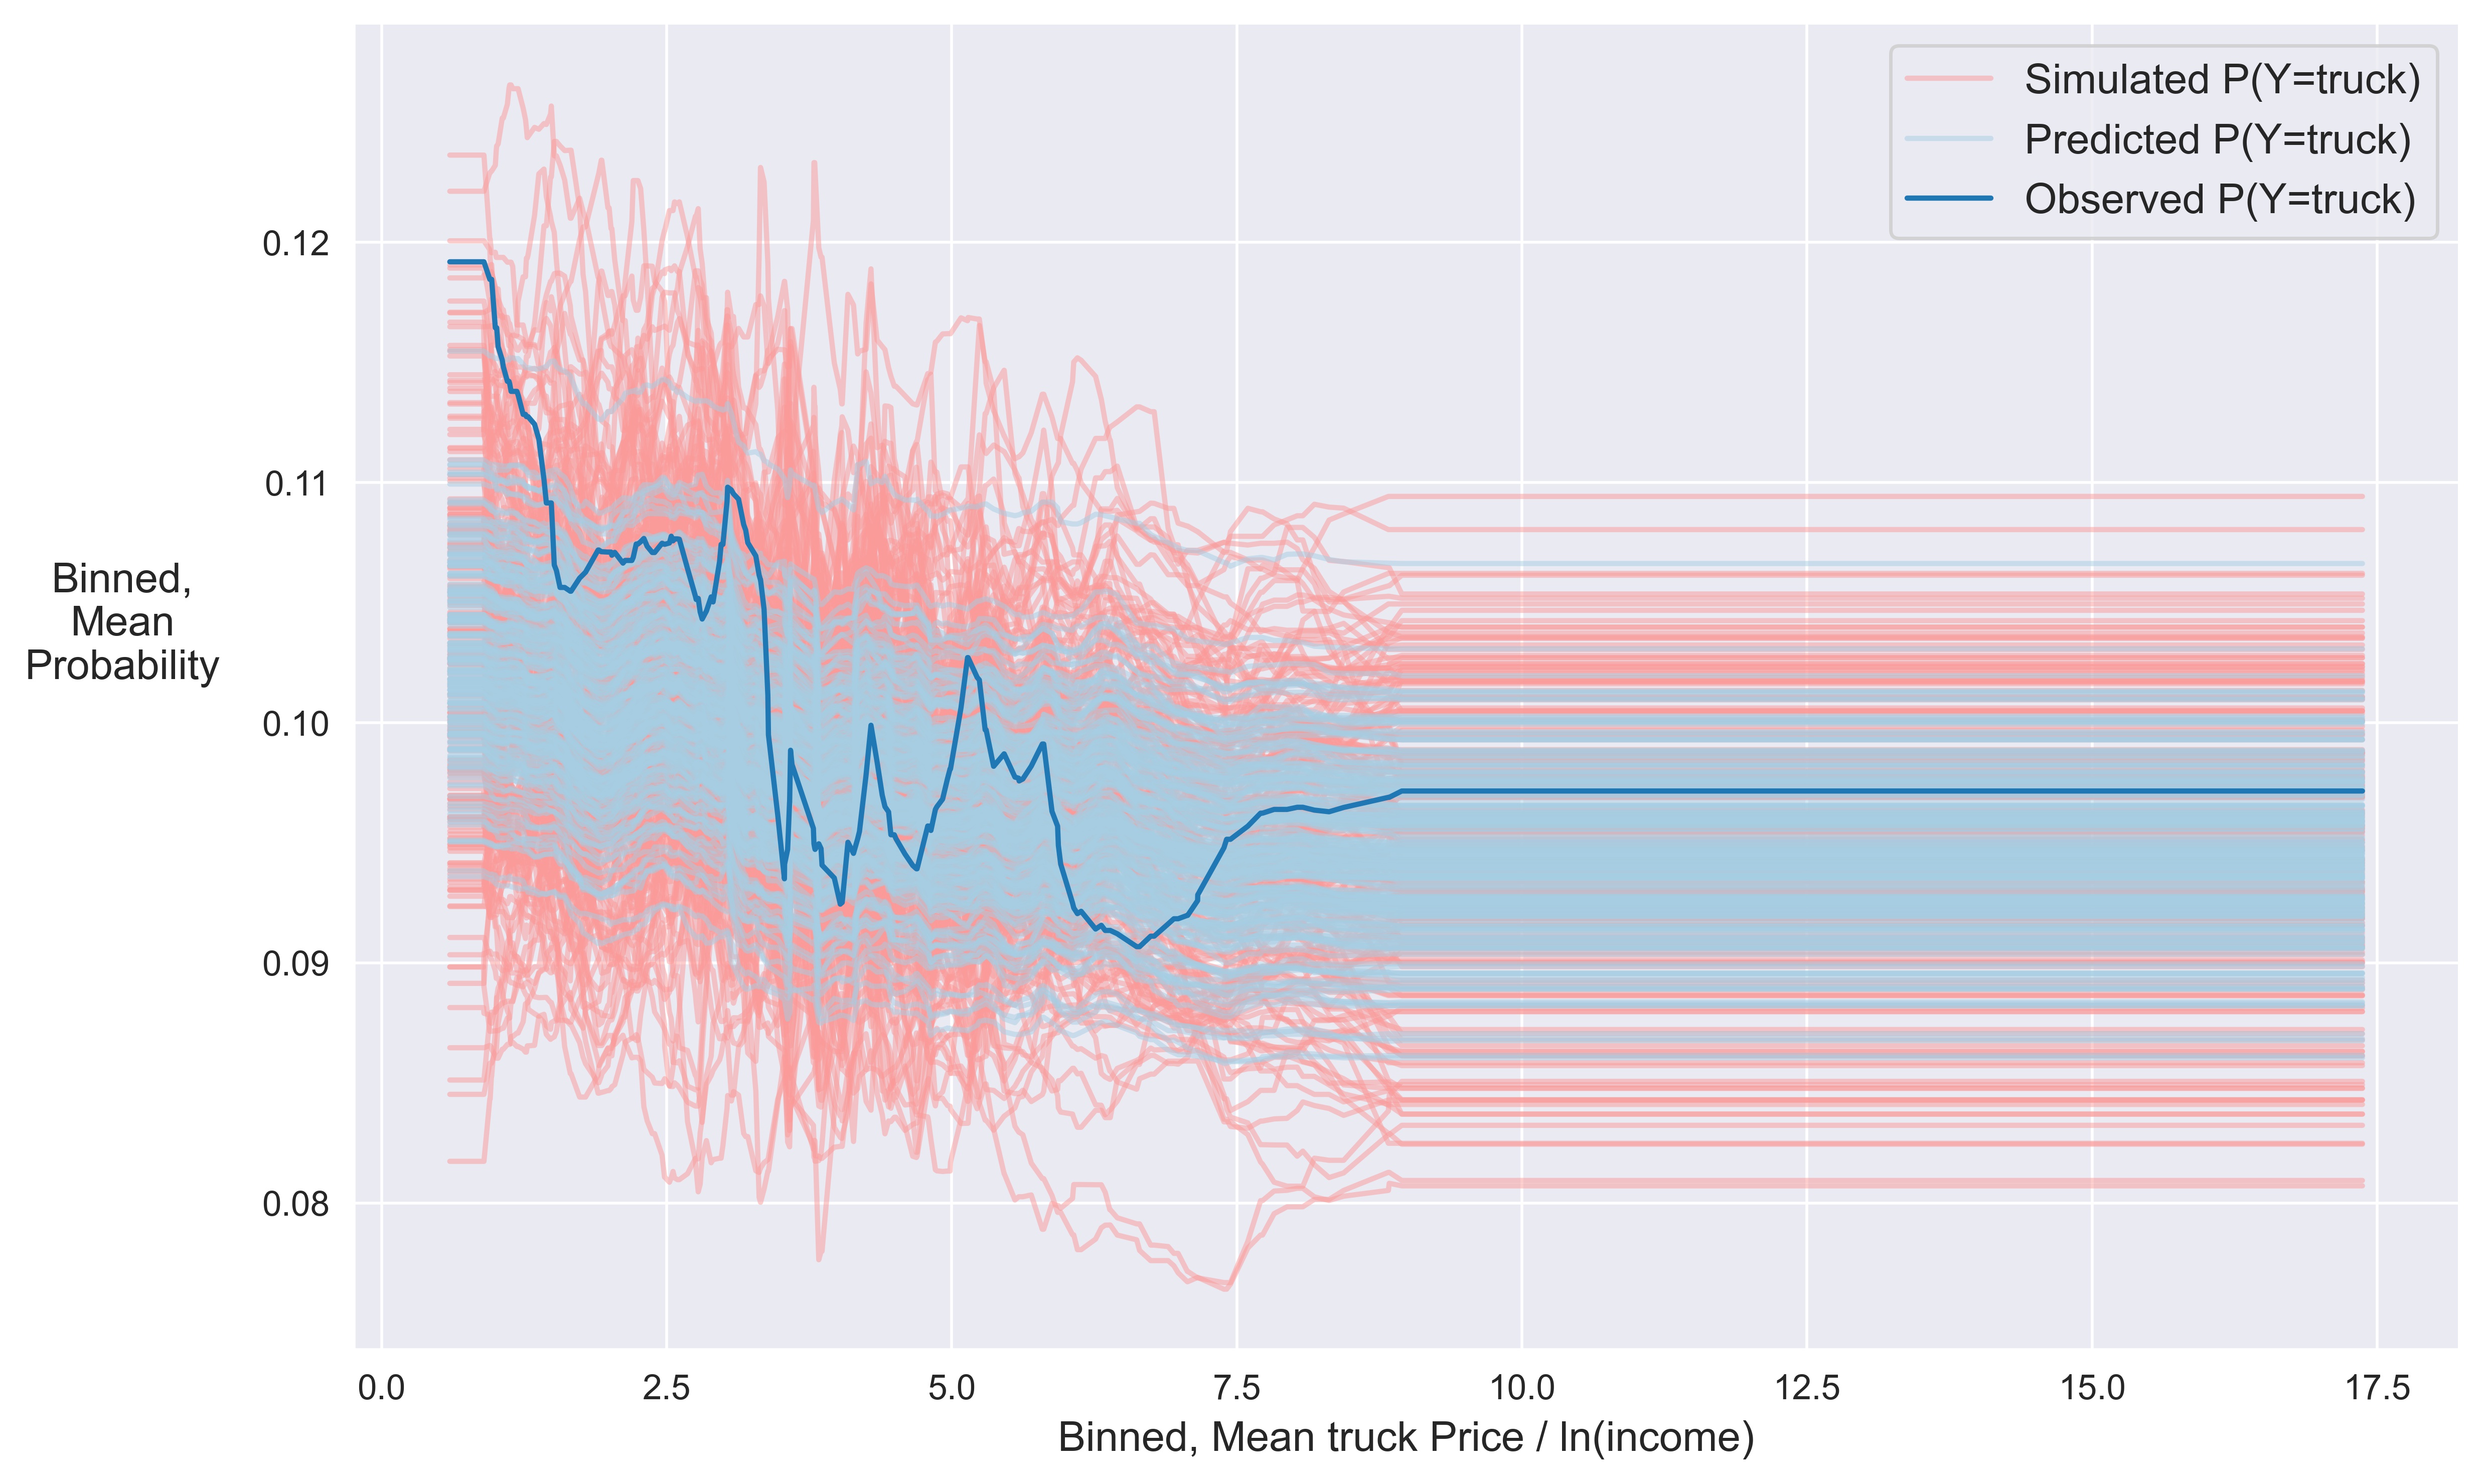 Simulated P(Y=truck)
Predicted P(Y=truck)
Observed P(Y=truck)
0.12
0.11
0.10
0.09
0.08
Binned,
Mean
Probability
0.0 2.5 5.0 7.5 10.0 12.5 15.0 17.5
Binned, Mean truck Price / ln(income)